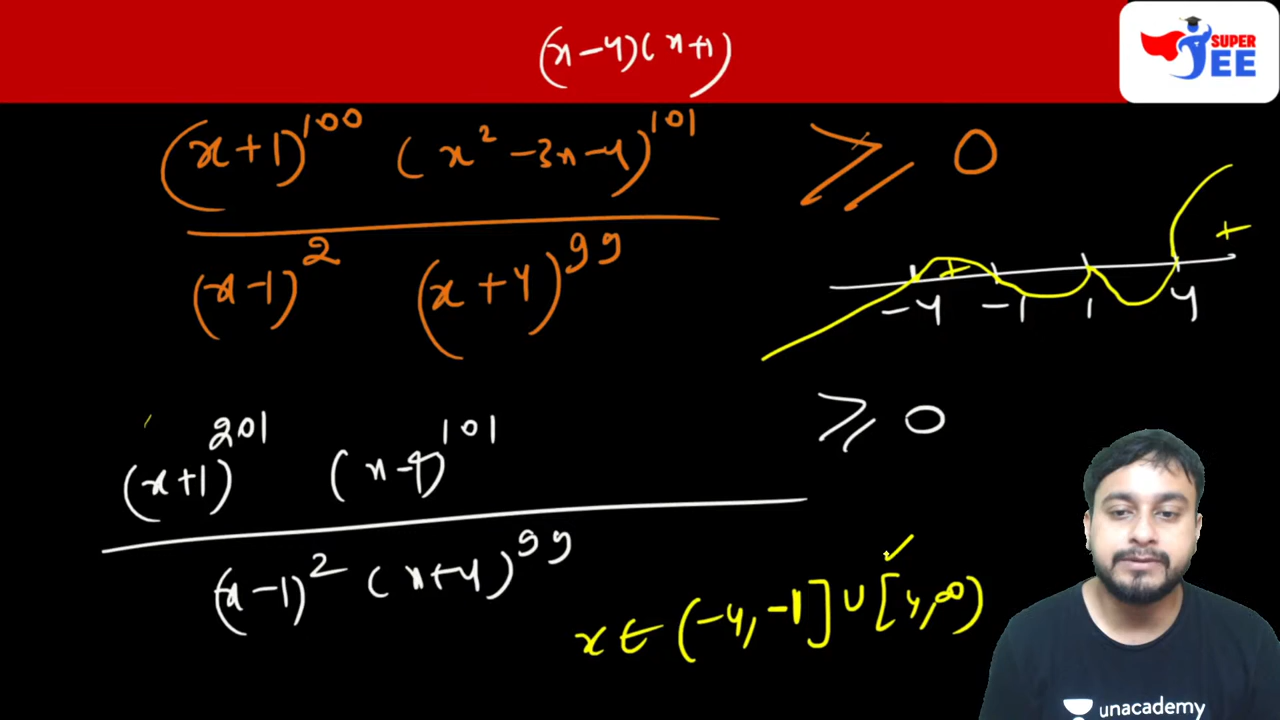 (x-4)(x+1)
SUPER
JEE
(x+1)^100 (x^2 -3x-4)^101 ≥ 0
(x-1)^2 (x+4)^99
+ +
-4 -1 1 4
(x+1)^201 (x-4)^101 ≥ 0
(x-1)^2 (x+4)^99
x ∈ (-4, -1] ∪ [4, ∞)
unacademy